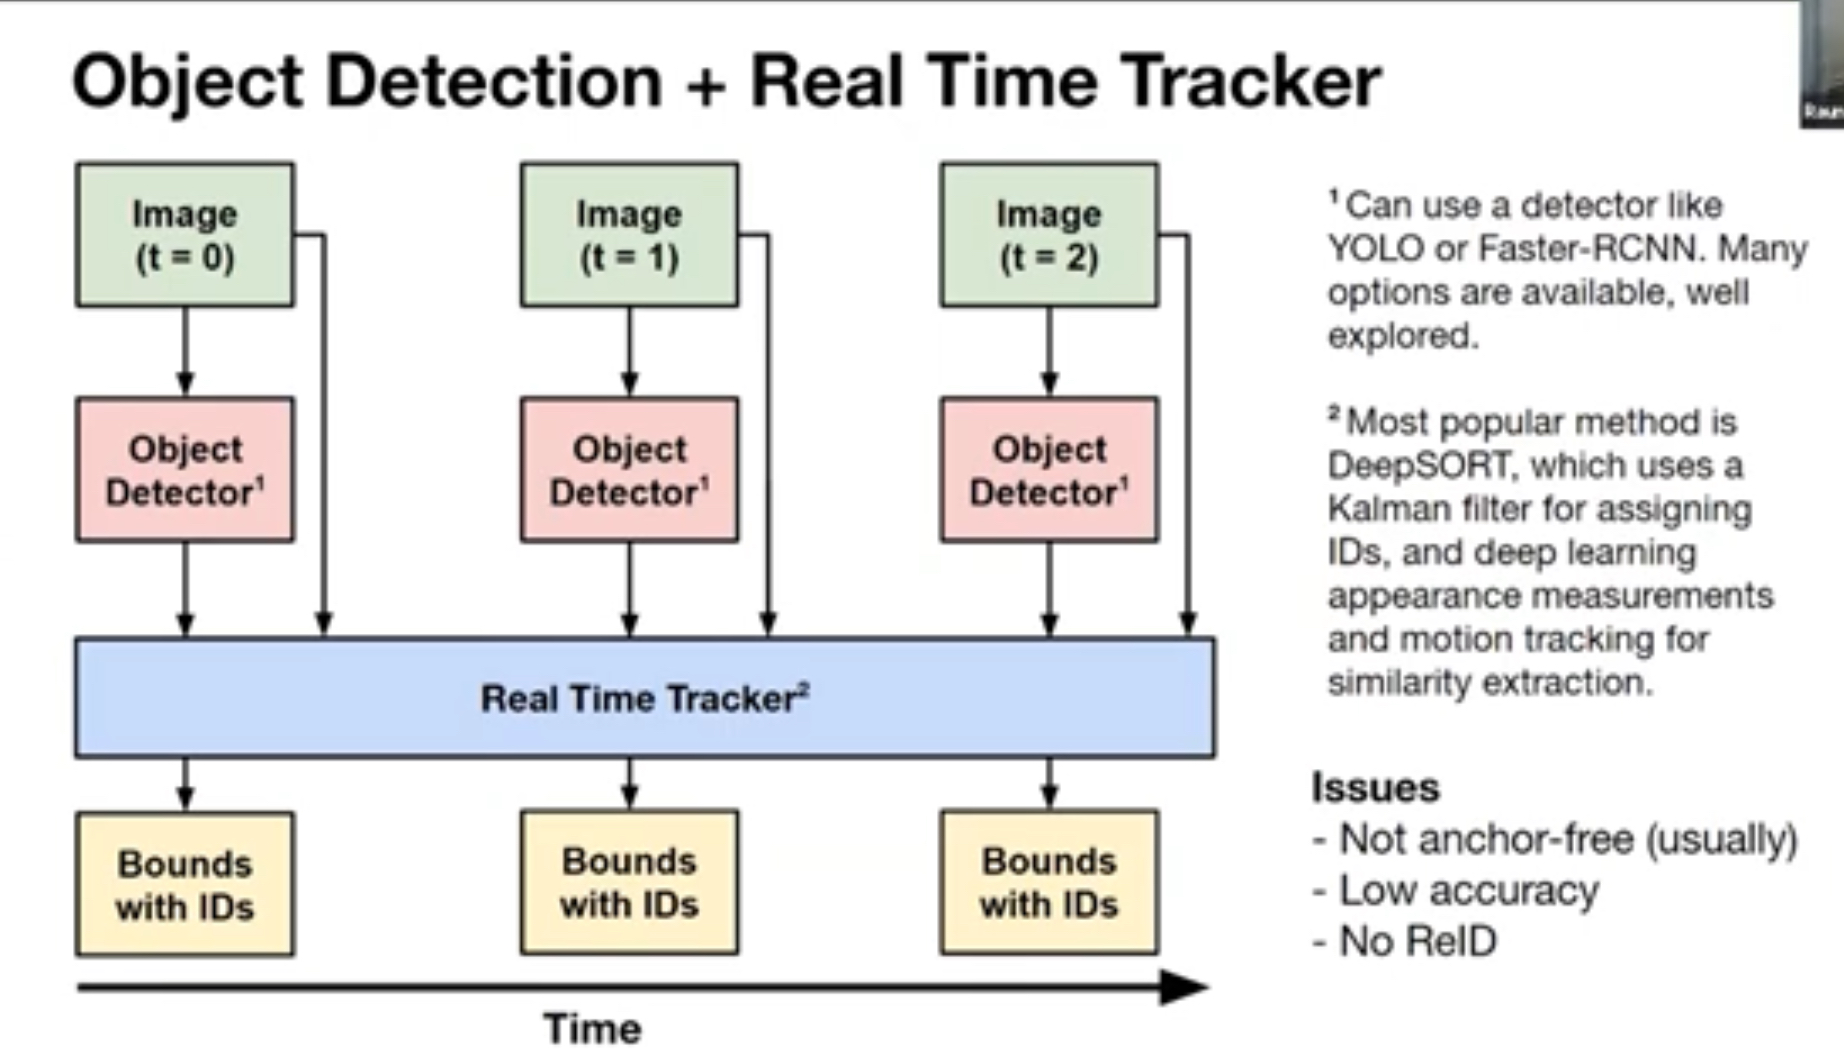 Object Detection + Real Time Tracker
Image
(t = 0)
Image
(t = 1)
Image
(t = 2)
Object
Detector¹
Object
Detector¹
Object
Detector¹
Real Time Tracker²
Bounds
with IDs
Bounds
with IDs
Bounds
with IDs
Time
¹ Can use a detector like
YOLO or Faster-RCNN. Many
options are available, well
explored.
² Most popular method is
DeepSORT, which uses a
Kalman filter for assigning
IDs, and deep learning
appearance measurements
and motion tracking for
similarity extraction.
Issues
- Not anchor-free (usually)
- Low accuracy
- No ReID